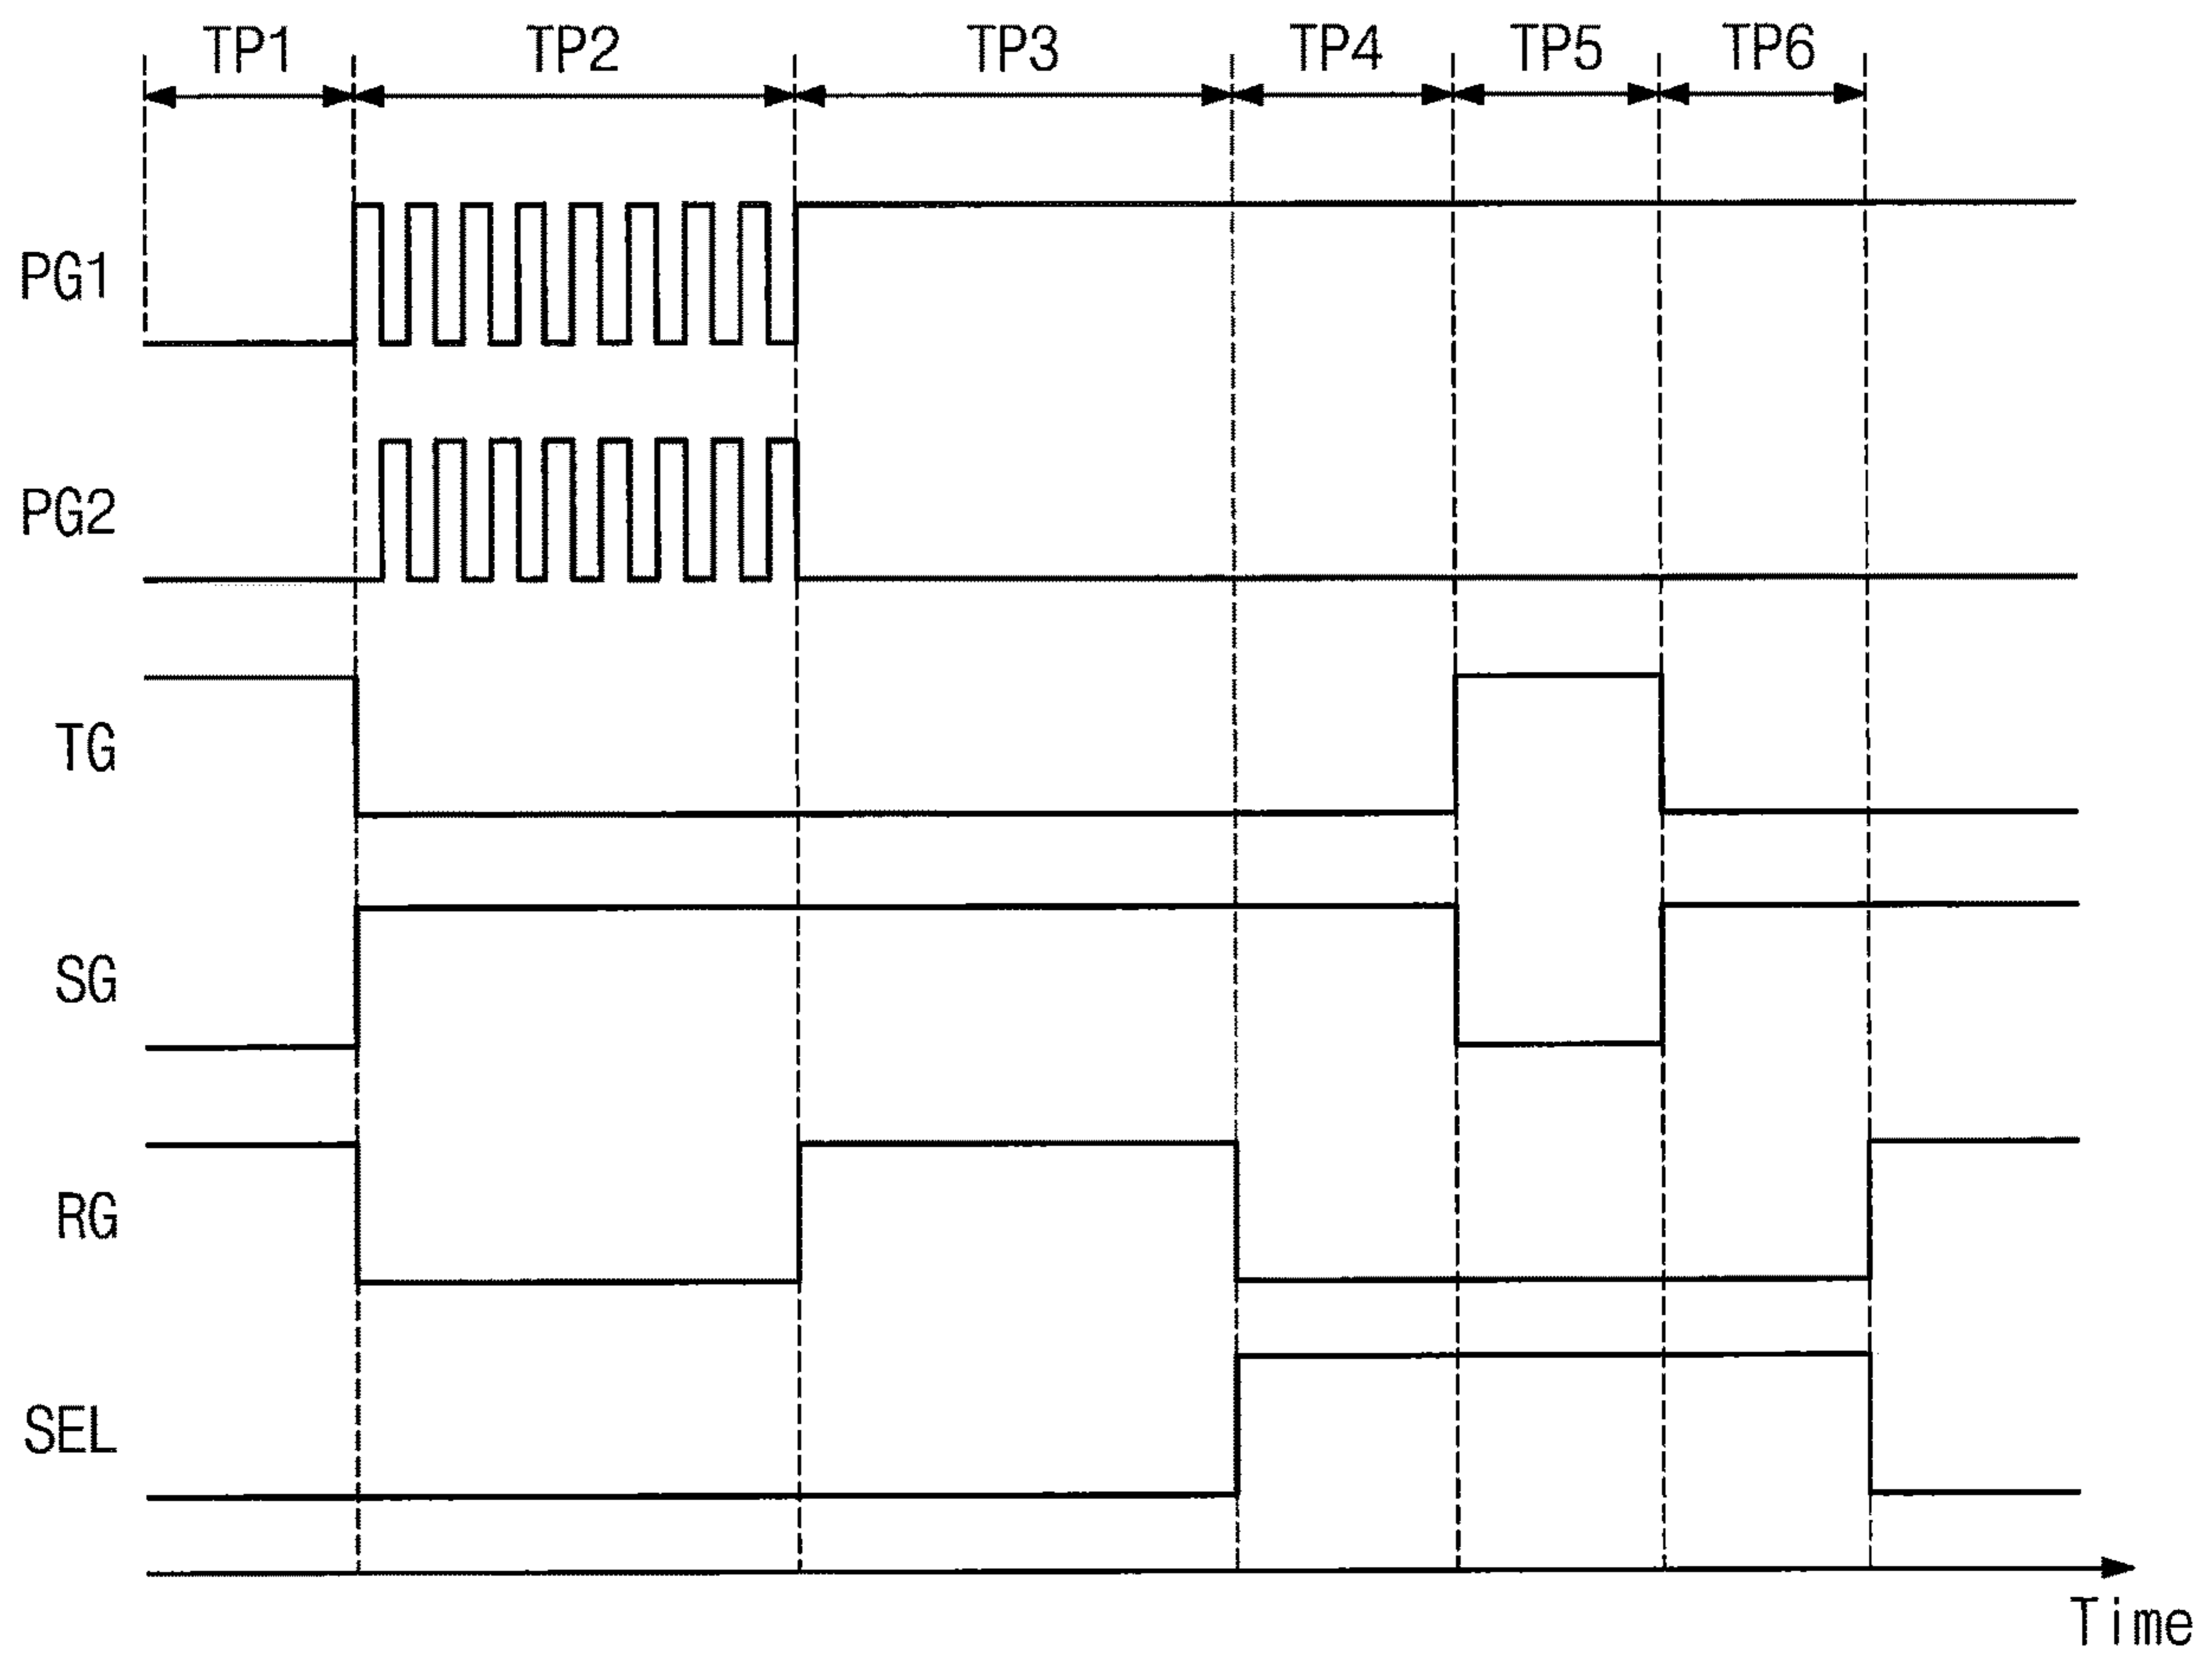 TP1 TP2 TP3 TP4 TP5 TP6
PG1
PG2
TG
SG
RG
SEL
Time